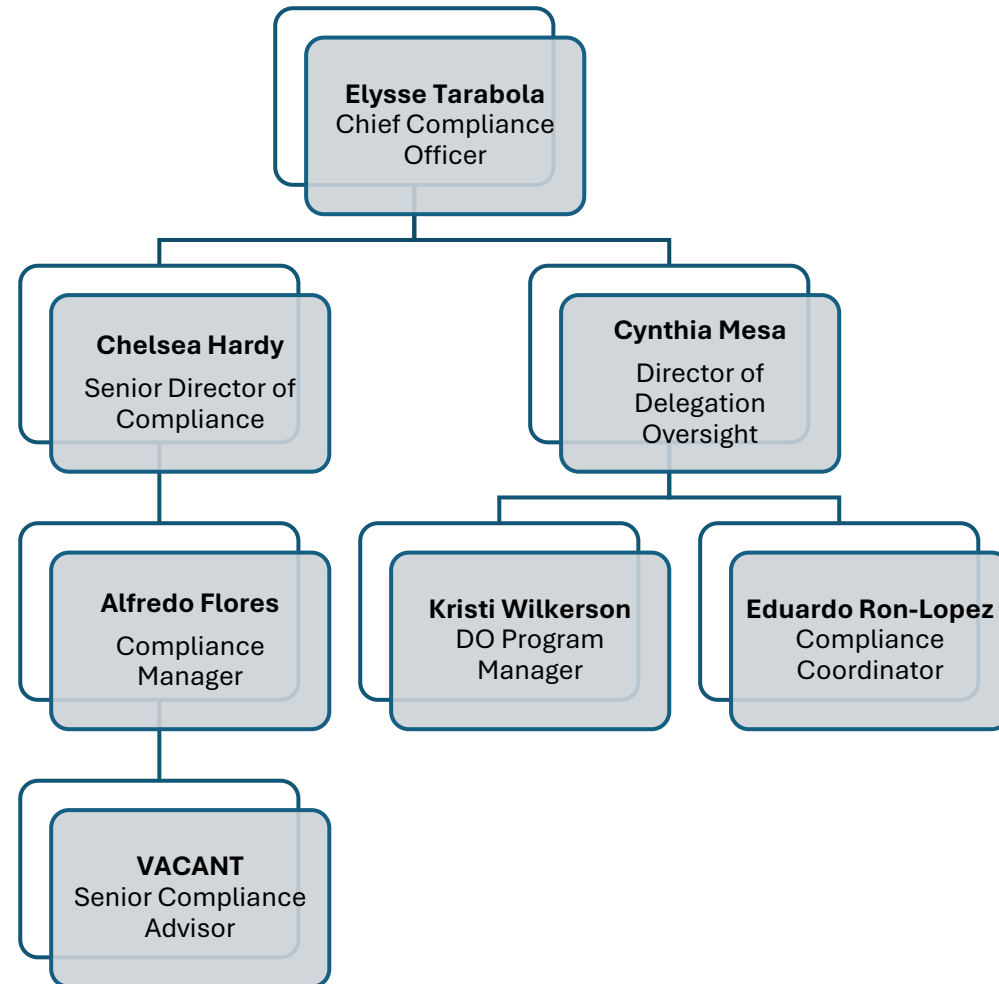 Elysse Tarabola
Chief Compliance
Officer
Chelsea Hardy
Senior Director of
Compliance
Cynthia Mesa
Director of
Delegation
Oversight
Alfredo Flores
Compliance
Manager
Kristi Wilkerson
DO Program
Manager
Eduardo Ron-Lopez
Compliance
Coordinator
VACANT
Senior Compliance
Advisor